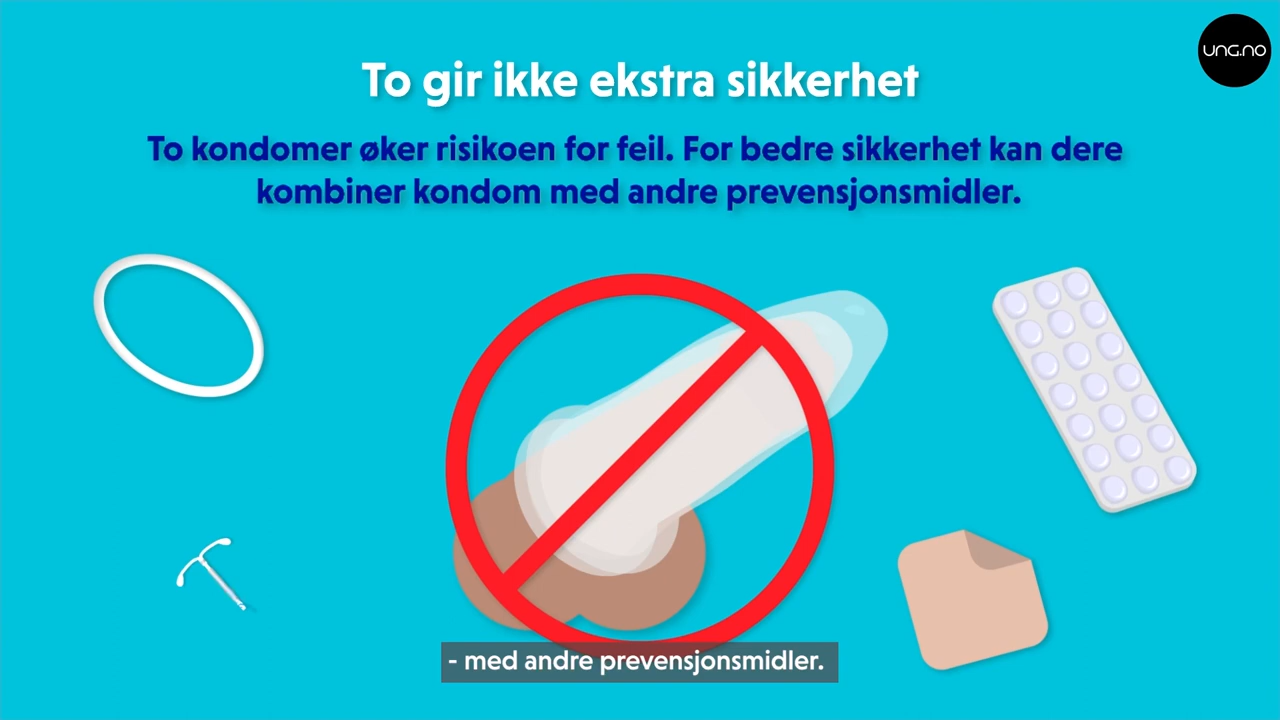 UNG.NO
To gir ikke ekstra sikkerhet
To kondomer øker risikoen for feil. For bedre sikkerhet kan dere
kombiner kondom med andre prevensjonsmidler.
- med andre prevensjonsmidler.